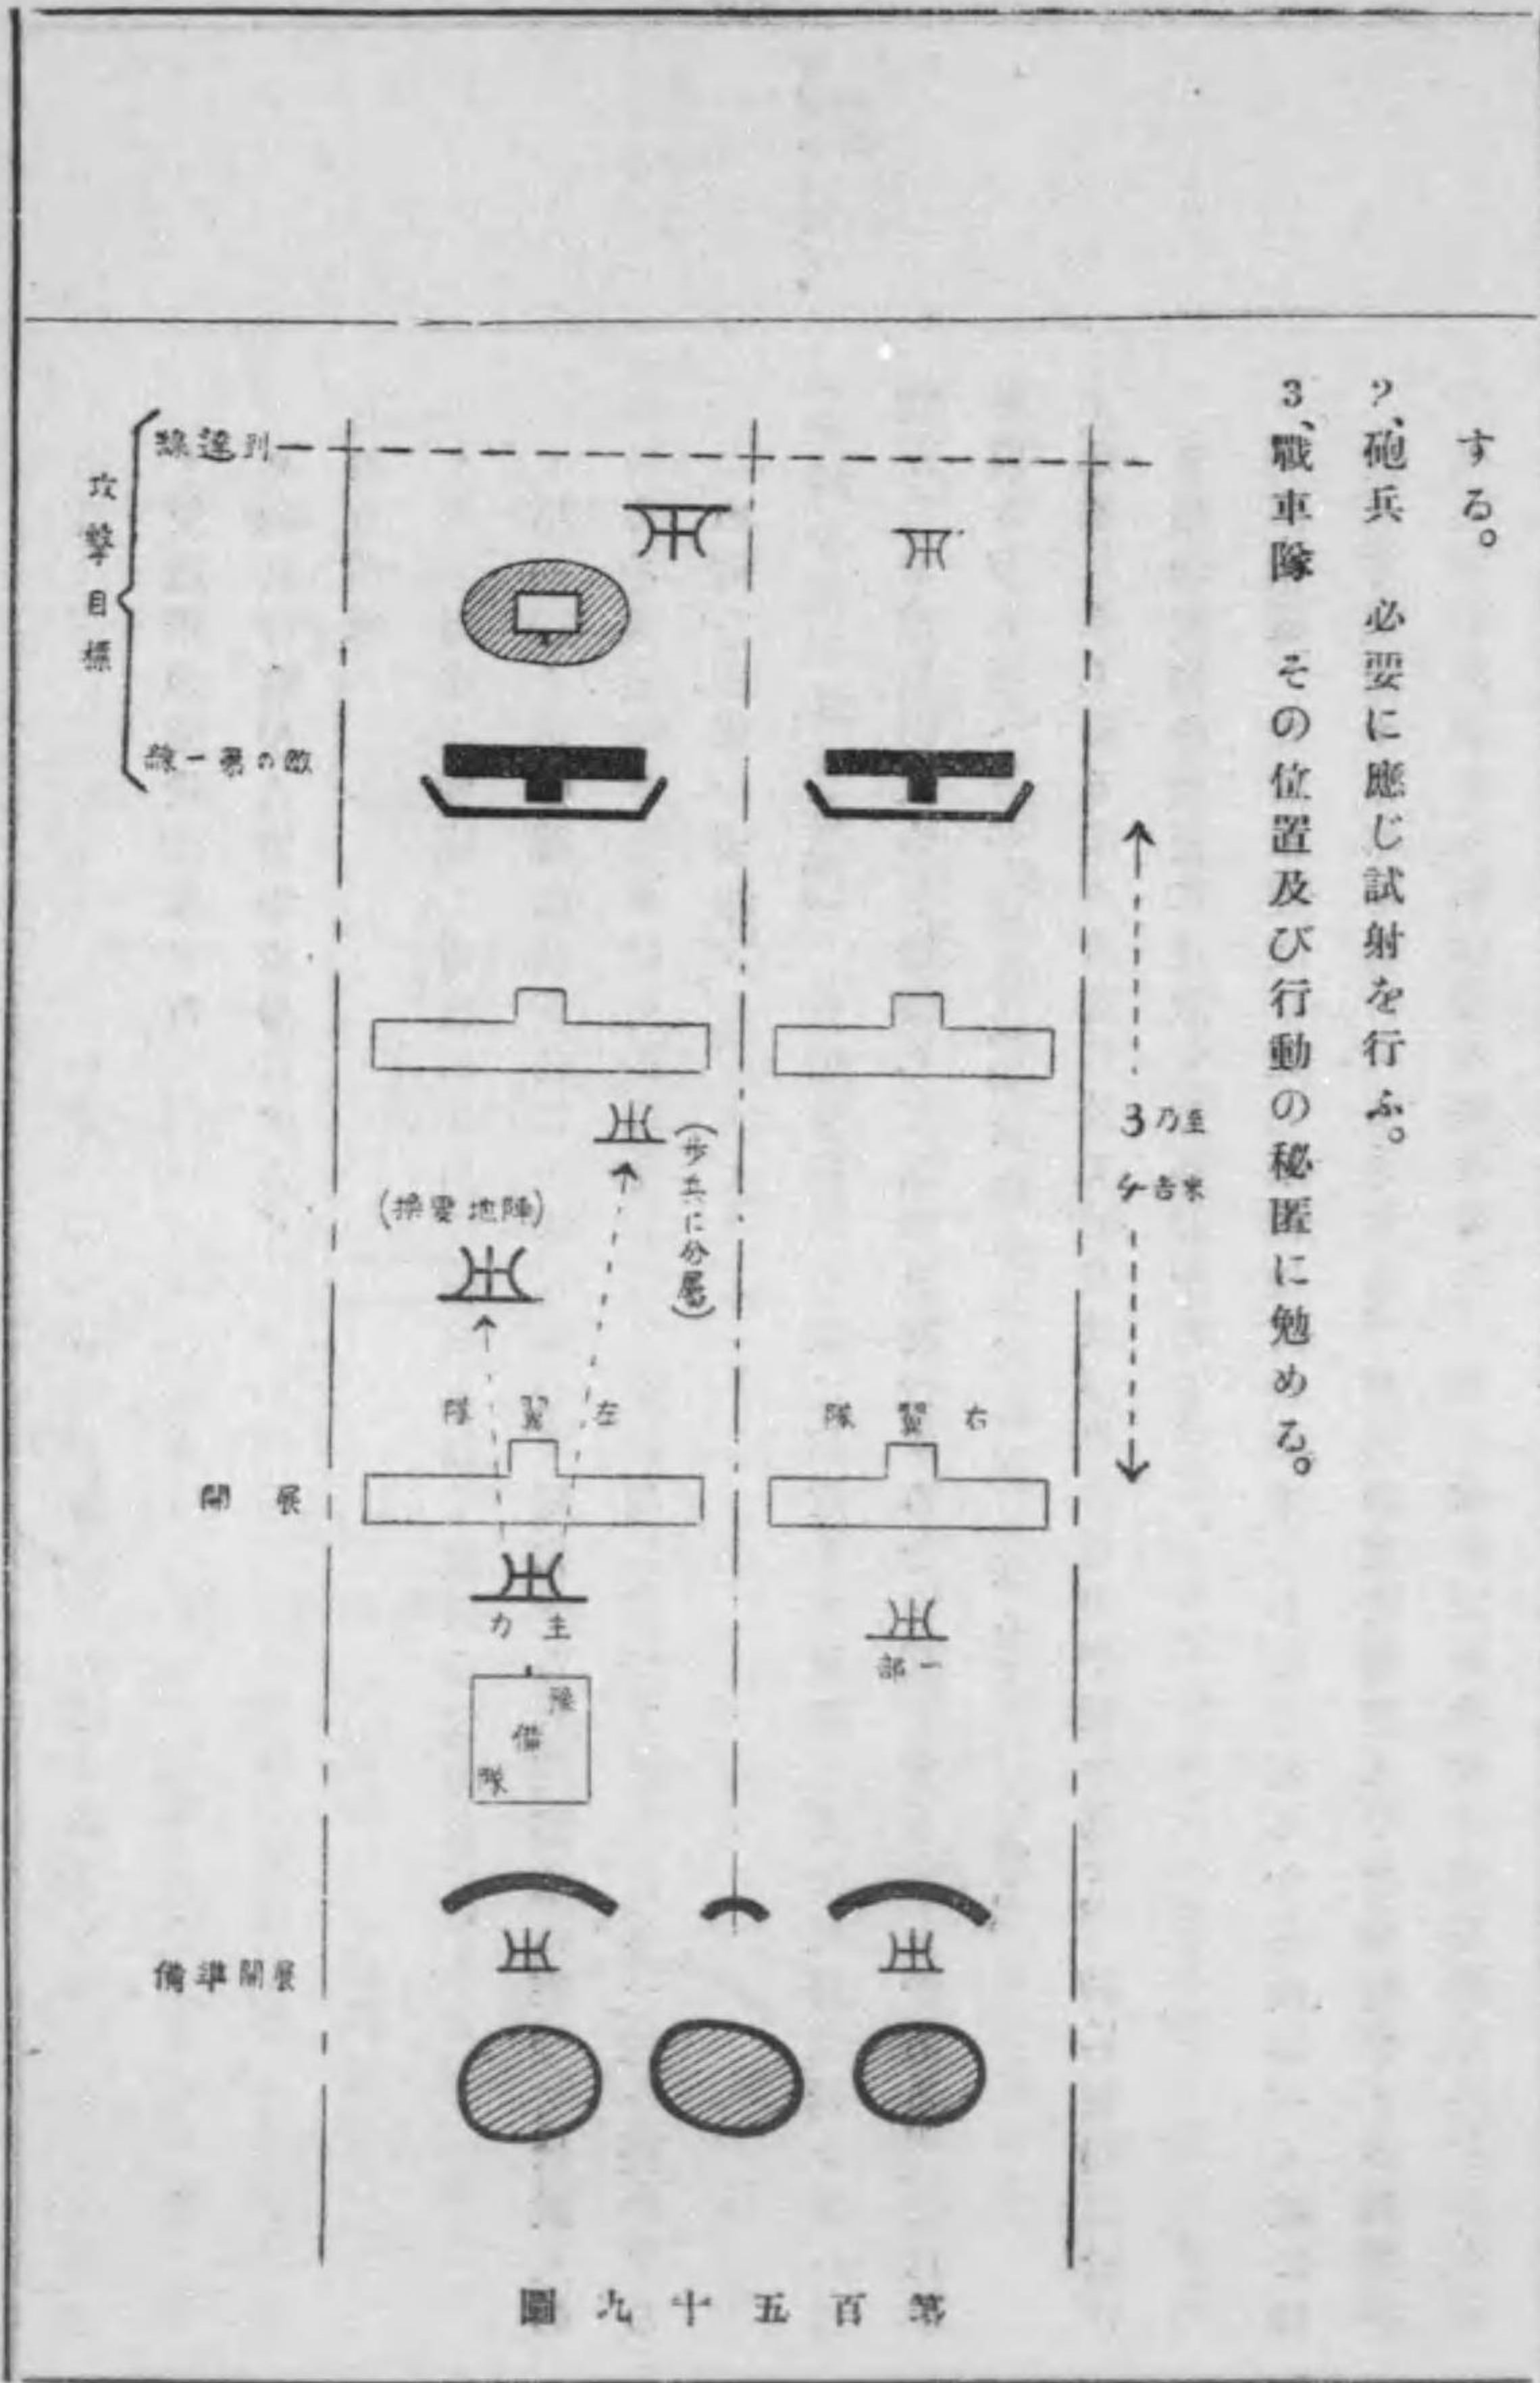 する。
2、砲兵　必要に應じ試射を行ふ。
3、戰車隊　その位置及び行動の秘匿に勉める。
3乃至
4吉米
到達線
攻擊目標
敵の第一線
(歩兵に分屬)
(陣地變換)
右翼隊
左翼隊
展開
主力
一部
豫備隊
展開準備
第百五十九圖